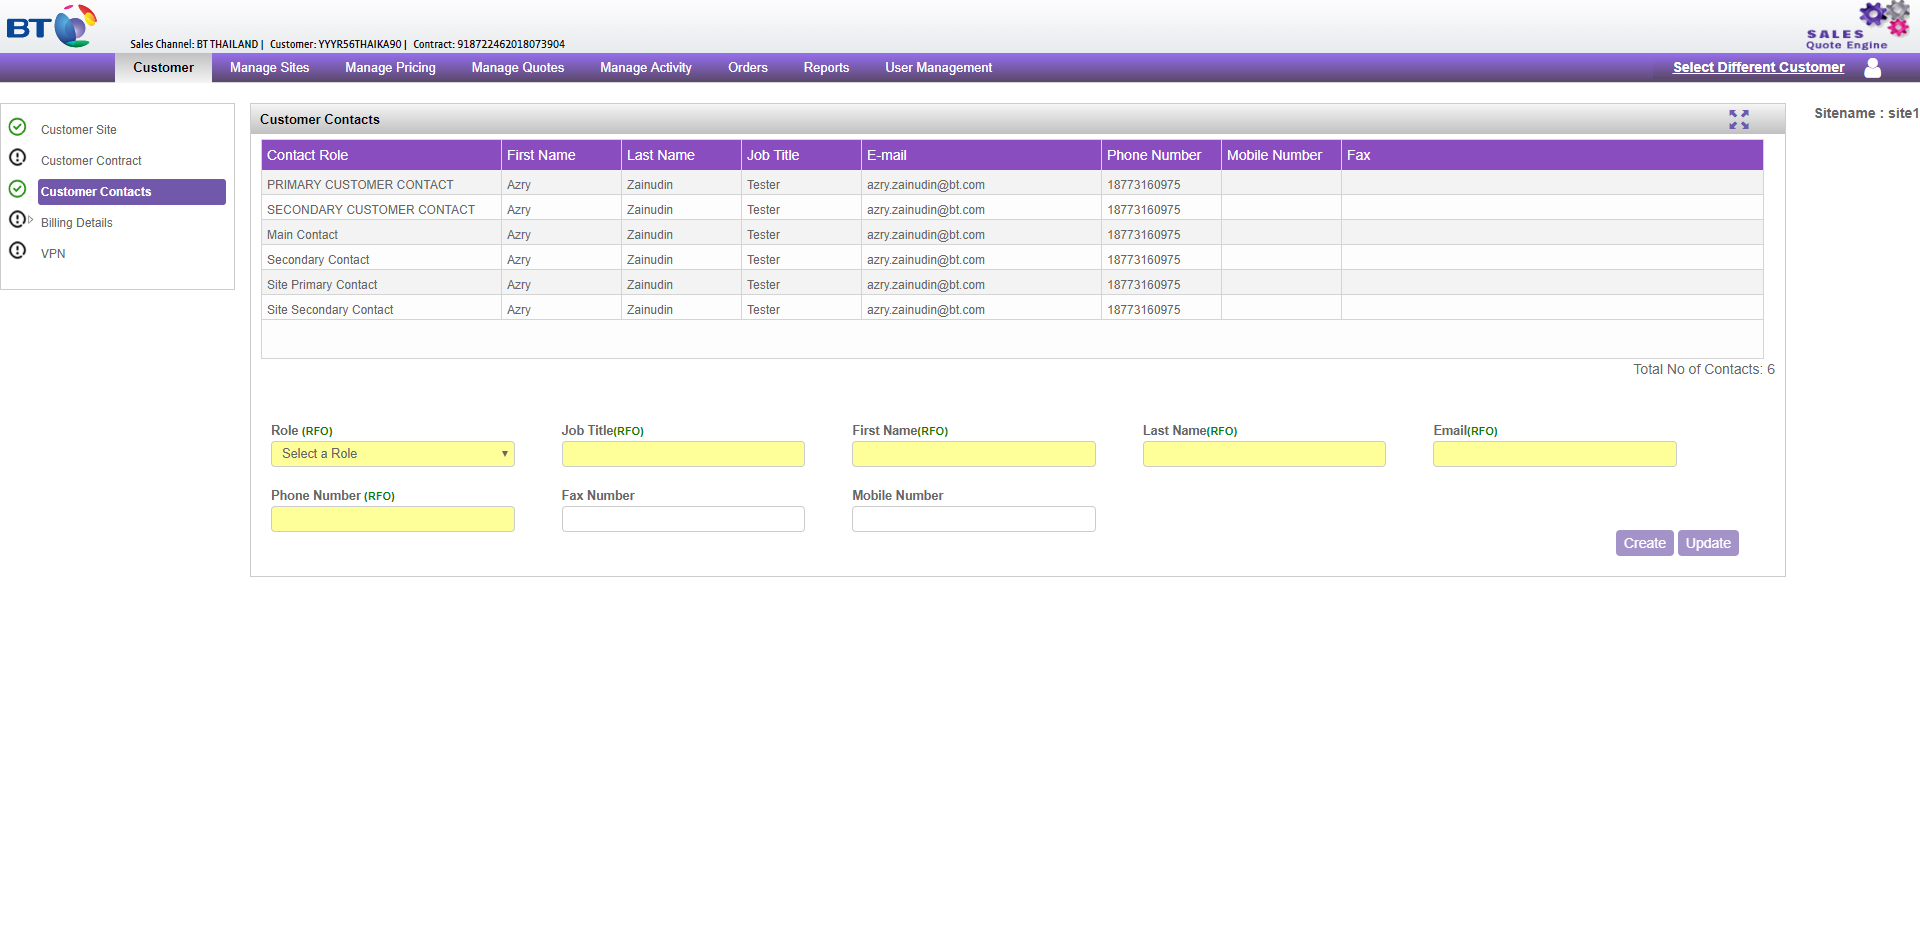 BT
Sales Channel: BT THAILAND | Customer: YYYR56THAIKA90 | Contract: 918722462018073904
SALES
Quote Engine
Customer Manage Sites Manage Pricing Manage Quotes Manage Activity Orders Reports User Management Select Different Customer
Customer Site
Customer Contract
Customer Contacts
Billing Details
VPN
Customer Contacts
Sitename : site1
Contact Role First Name Last Name Job Title E-mail Phone Number Mobile Number Fax
PRIMARY CUSTOMER CONTACT Azry Zainudin Tester azry.zainudin@bt.com 18773160975
SECONDARY CUSTOMER CONTACT Azry Zainudin Tester azry.zainudin@bt.com 18773160975
Main Contact Azry Zainudin Tester azry.zainudin@bt.com 18773160975
Secondary Contact Azry Zainudin Tester azry.zainudin@bt.com 18773160975
Site Primary Contact Azry Zainudin Tester azry.zainudin@bt.com 18773160975
Site Secondary Contact Azry Zainudin Tester azry.zainudin@bt.com 18773160975
Total No of Contacts: 6
Role (RFO) Job Title(RFO) First Name(RFO) Last Name(RFO) Email(RFO)
Select a Role
Phone Number (RFO) Fax Number Mobile Number
Create Update